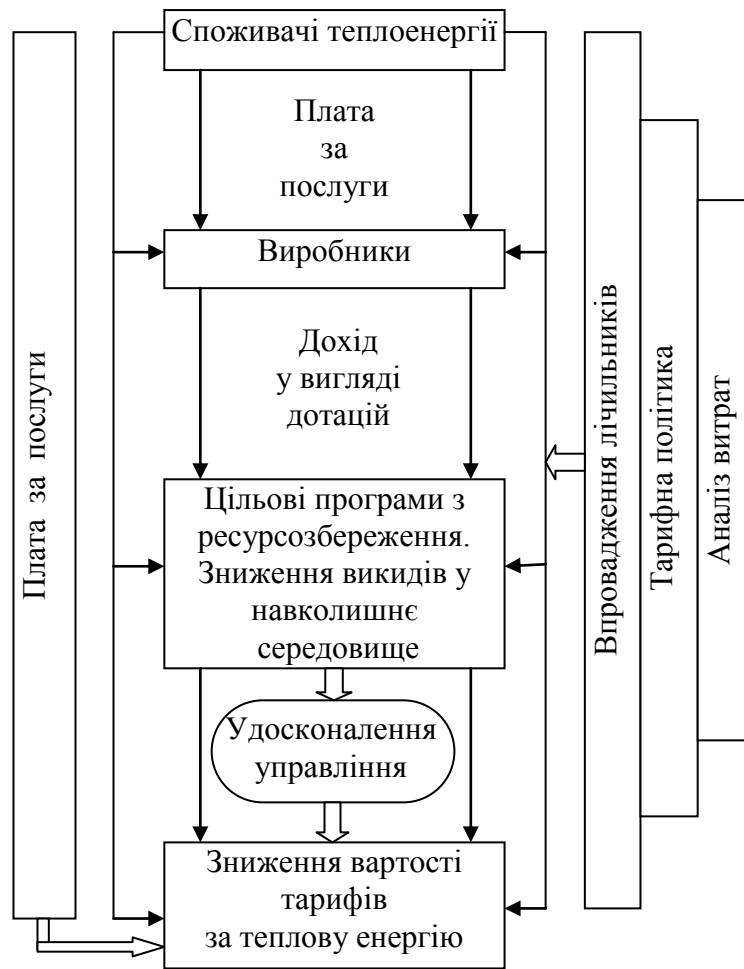 Споживачі теплоенергії
Плата
за
послуги
Виробники
Дохід
у вигляді
дотацій
Цільові програми з
ресурсозбереження.
Зниження викидів у
навколишнє
середовище
Удосконалення
управління
Зниження вартості
тарифів
за теплову енергію
Плата за послуги
Впровадження лічильників
Тарифна політика
Аналіз витрат